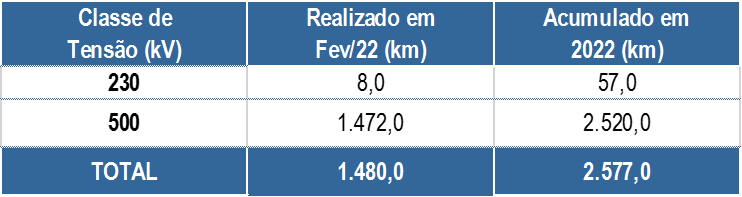 Classe de Tensão (kV) Realizado em Fev/22 (km) Acumulado em 2022 (km)
230 8,0 57,0
500 1.472,0 2.520,0
TOTAL 1.480,0 2.577,0